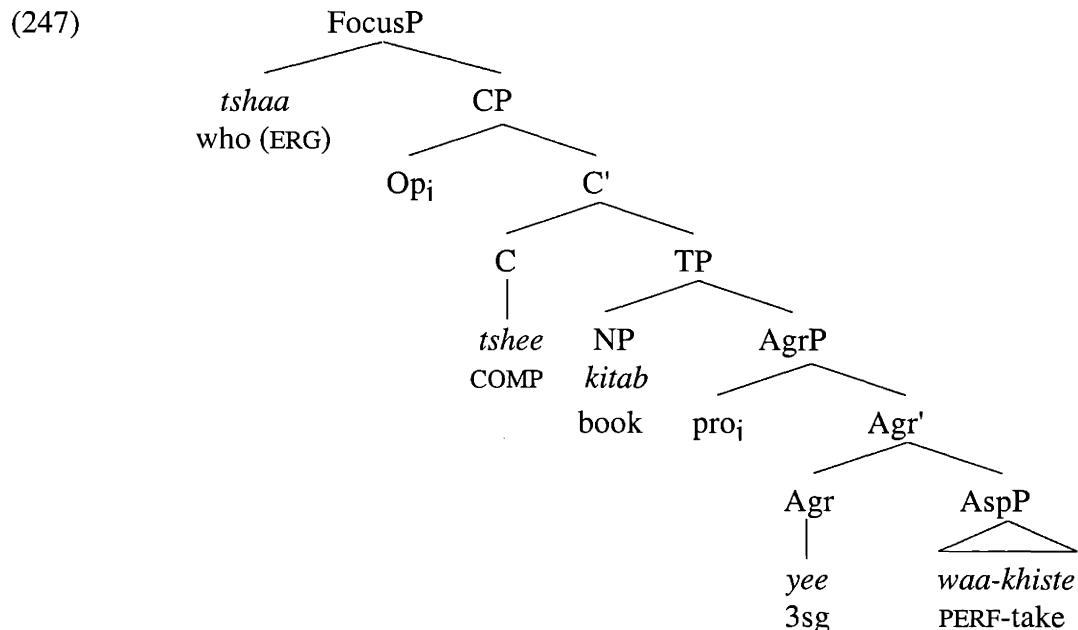 (247) FocusP
tshaa CP
who (ERG)
Opi C'
C TP
tshee NP AgrP
COMP kitab
book proi Agr'
Agr AspP
yee waa-khiste
3sg PERF-take